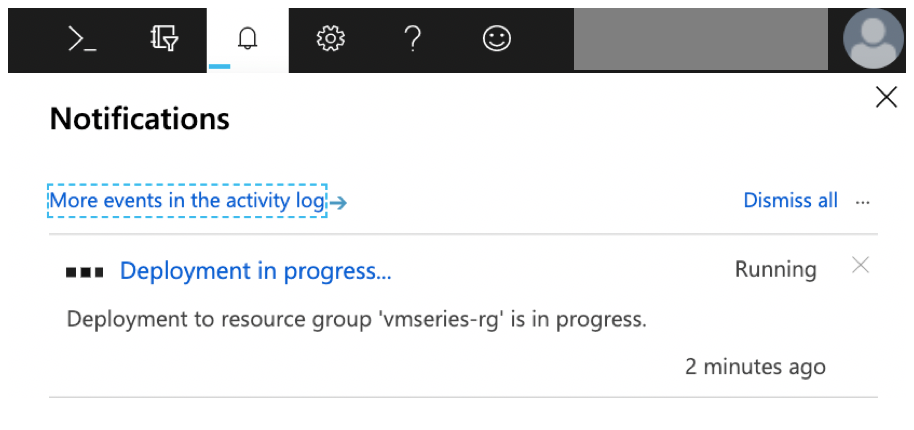 Notifications
More events in the activity log→
Dismiss all ...
Deployment in progress...
Running
Deployment to resource group 'vmseries-rg' is in progress.
2 minutes ago